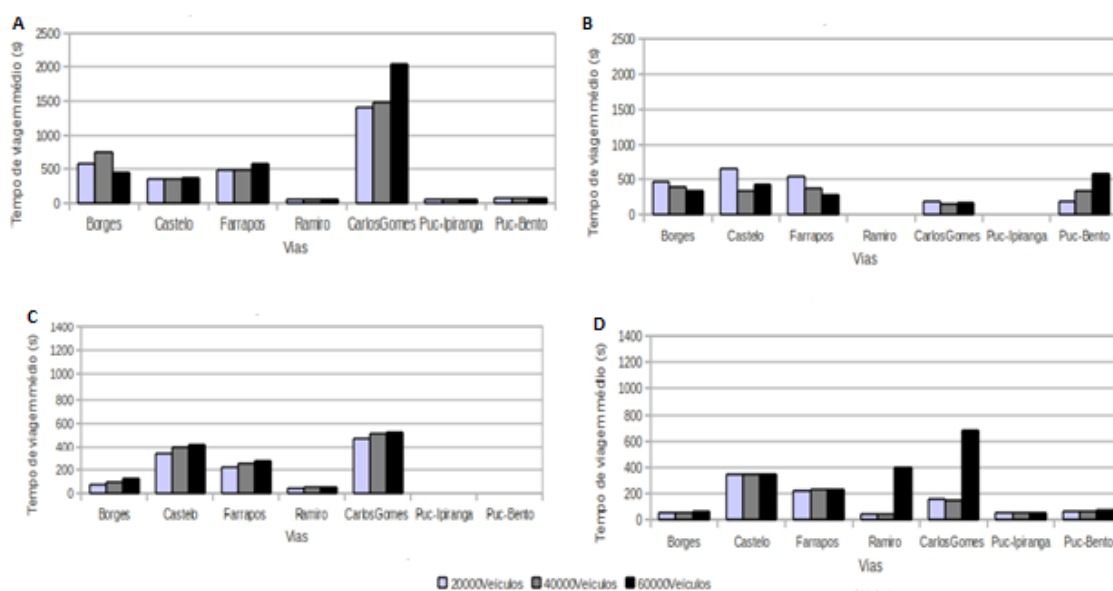 A
Tempo de viagem médio (s)
2500
2000
1500
1000
500
0
Borges Castelo Farrapos Ramiro CarlosGomes Puc-Ipiranga Puc-Bento
Vias
B
Tempo de viagem médio (s)
2500
2000
1500
1000
500
0
Borges Castelo Farrapos Ramiro CarlosGomes Puc-Ipiranga Puc-Bento
Vias
C
Tempo de viagem médio (s)
1400
1200
1000
800
600
400
200
0
Borges Castelo Farrapos Ramiro CarlosGomes Puc-Ipiranga Puc-Bento
Vias
D
Tempo de viagem médio (s)
1400
1200
1000
800
600
400
200
0
Borges Castelo Farrapos Ramiro CarlosGomes Puc-Ipiranga Puc-Bento
Vias
20000Veículos 40000Veículos 60000Veículos